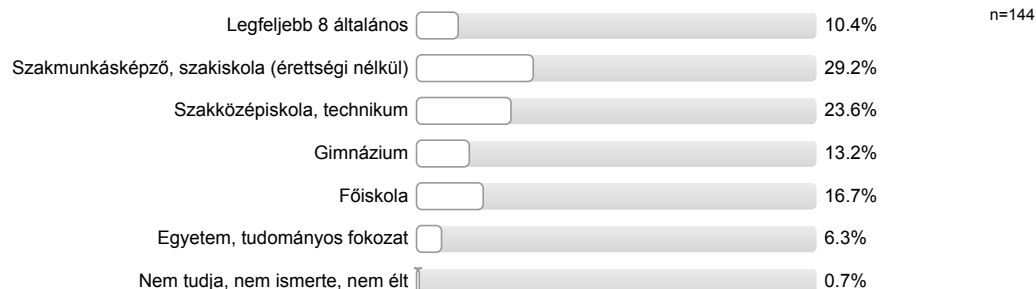 Legfeljebb 8 általános 10.4% n=144
Szakmunkásképző, szakiskola (érettségi nélkül) 29.2%
Szakközépiskola, technikum 23.6%
Gimnázium 13.2%
Főiskola 16.7%
Egyetem, tudományos fokozat 6.3%
Nem tudja, nem ismerte, nem élt 0.7%